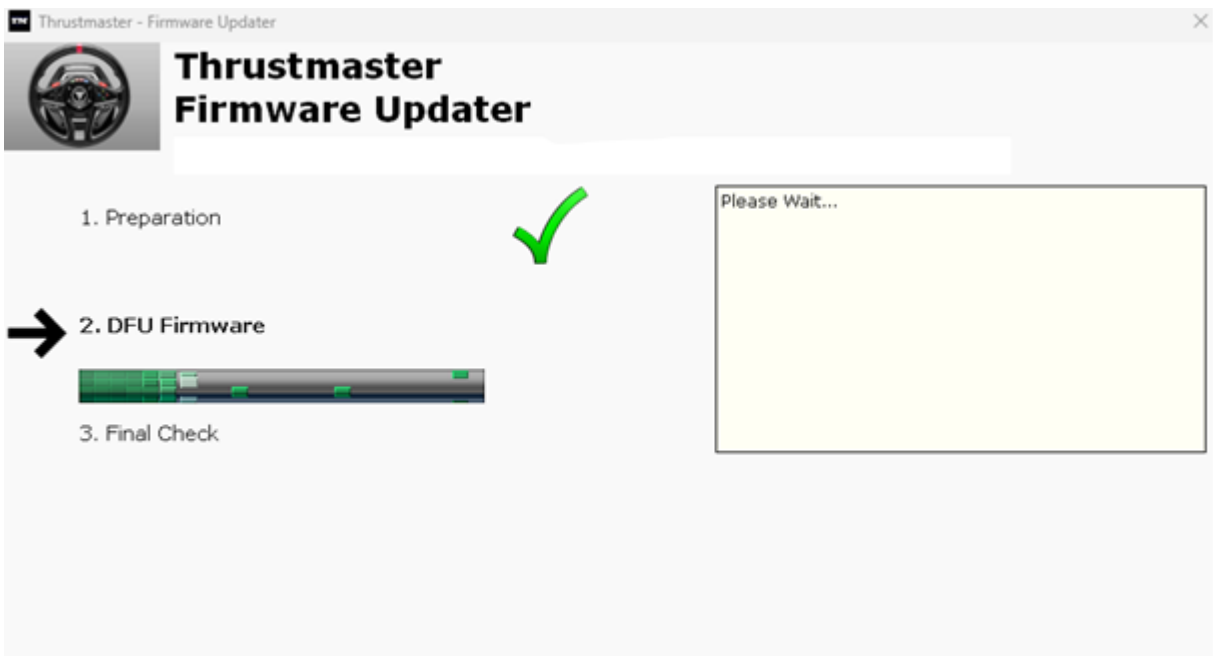 Thrustmaster - Firmware Updater
Thrustmaster
Firmware Updater
1. Preparation
Please Wait...
2. DFU Firmware
3. Final Check